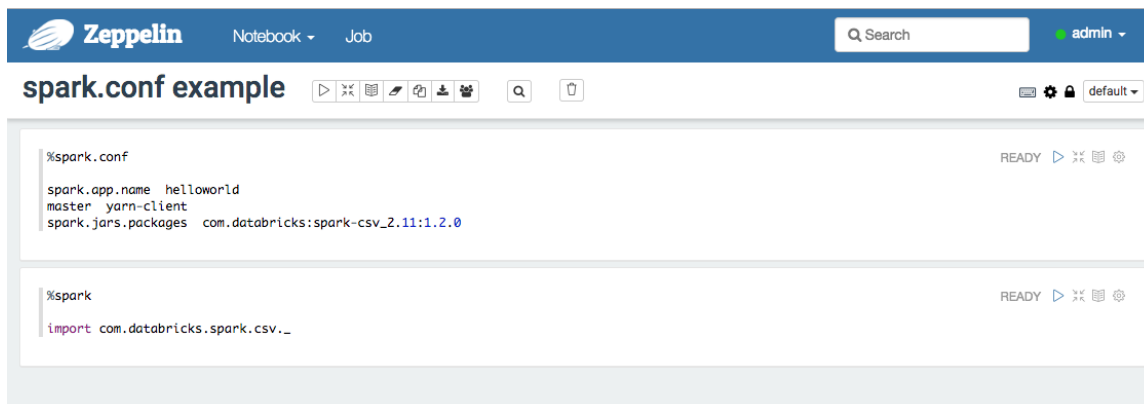 Zeppelin Notebook Job Search admin
spark.conf example default
%spark.conf READY
spark.app.name helloworld
master yarn-client
spark.jars.packages com.databricks:spark-csv_2.11:1.2.0
%spark READY
import com.databricks.spark.csv._